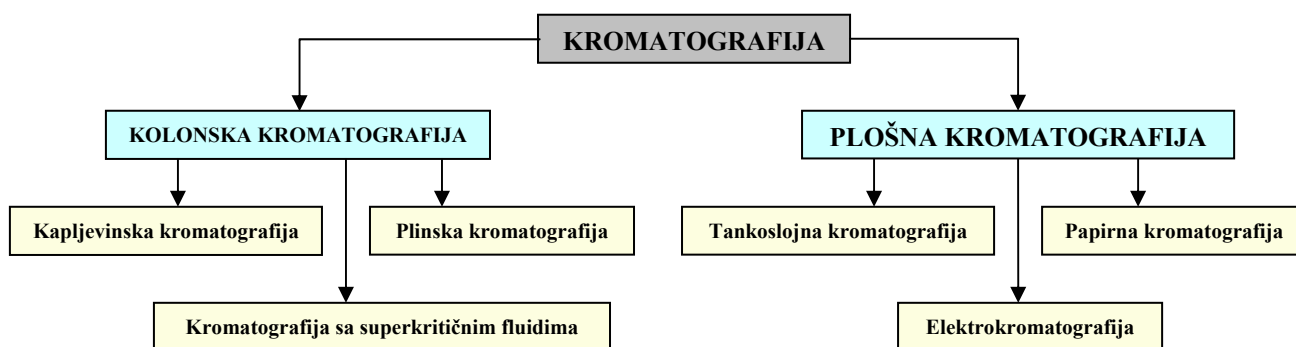 KROMATOGRAFIJA
KOLONSKA KROMATOGRAFIJA
PLOŠNA KROMATOGRAFIJA
Kapljevinska kromatografija
Plinska kromatografija
Tankoslojna kromatografija
Papirna kromatografija
Kromatografija sa superkritičnim fluidima
Elektrokromatografija